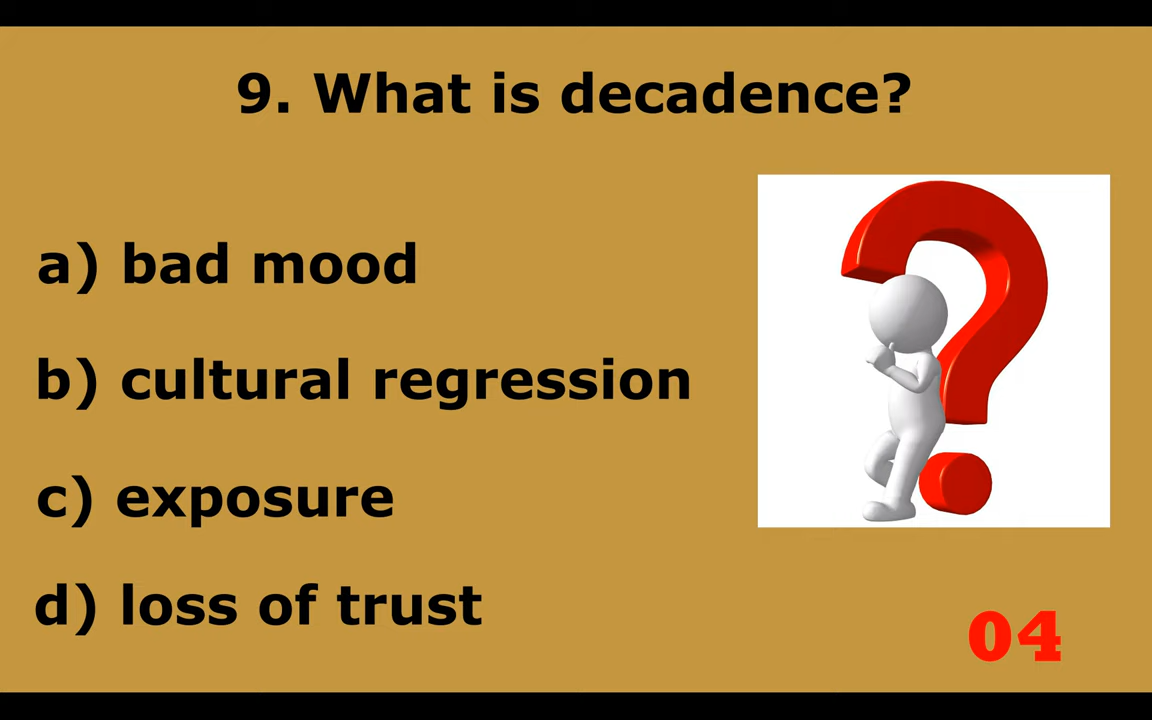 9. What is decadence?
a) bad mood
b) cultural regression
c) exposure
d) loss of trust
04